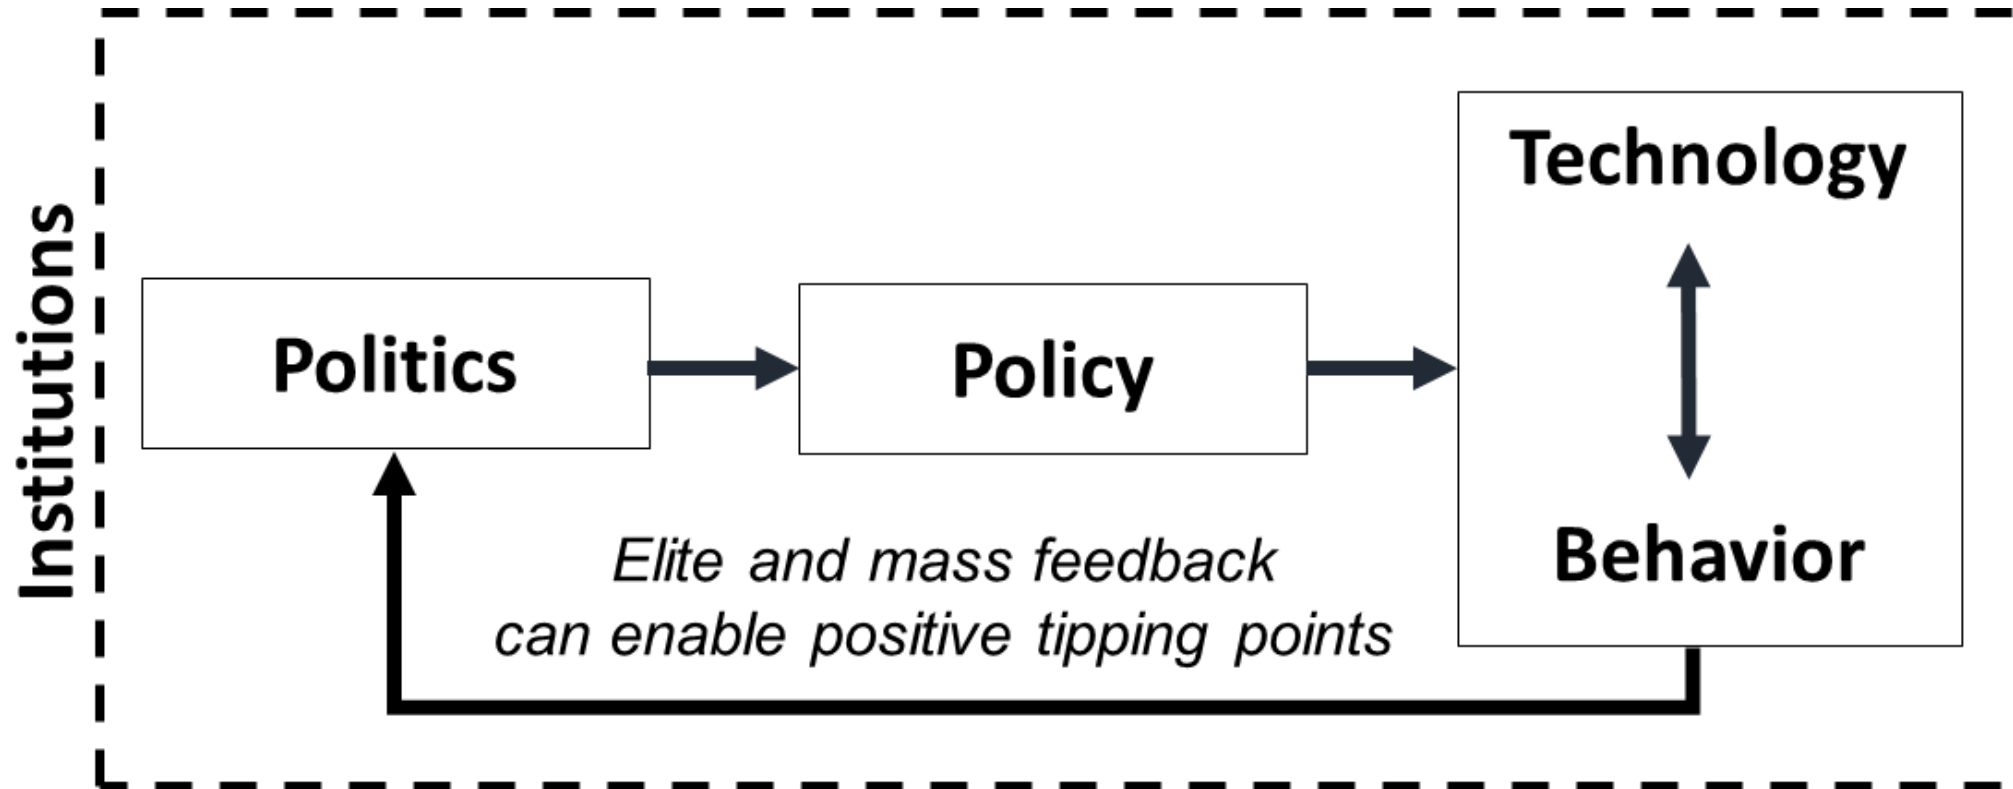 Institutions
Politics
Policy
Technology
Behavior
Elite and mass feedback
can enable positive tipping points